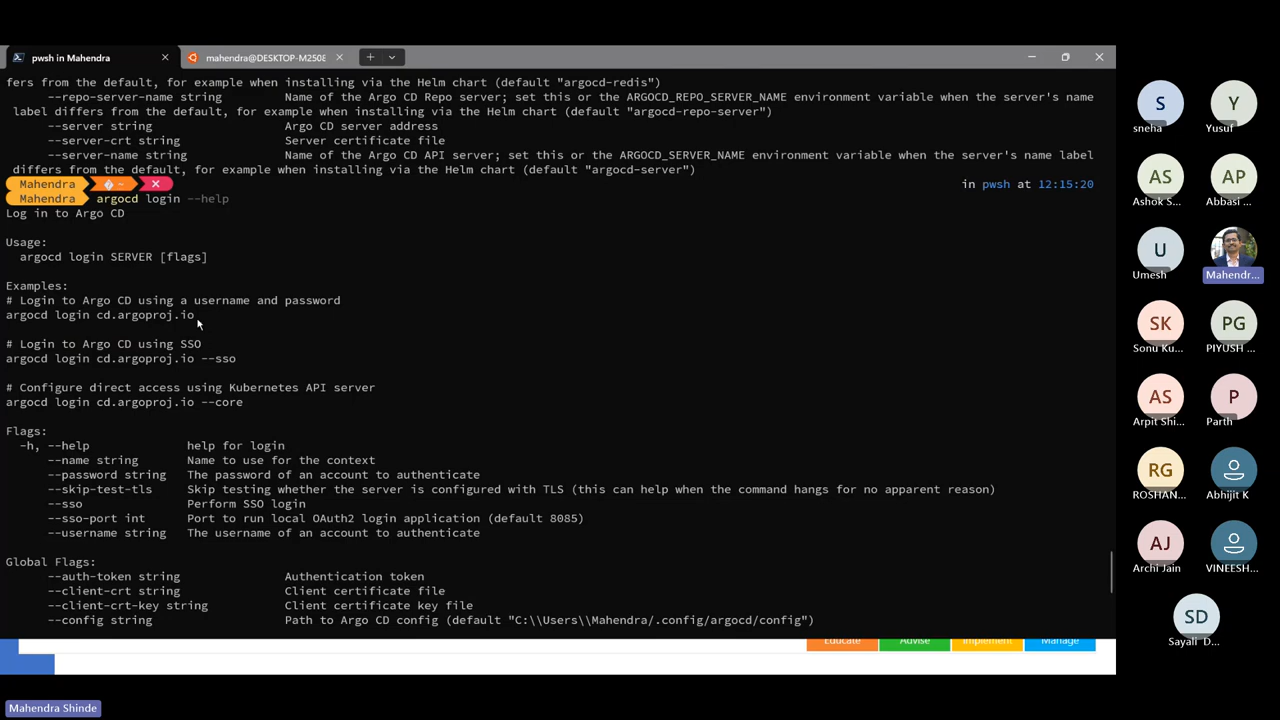 pwsh in Mahendra
mahendra@DESKTOP-M250E
fers from the default, for example when installing via the Helm chart (default "argocd-redis")
--repo-server-name string Name of the Argo CD Repo server; set this or the ARGOCD_REPO_SERVER_NAME environment variable when the server's name
label differs from the default, for example when installing via the Helm chart (default "argocd-repo-server")
--server string Argo CD server address
--server-crt string Server certificate file
--server-name string Name of the Argo CD API server; set this or the ARGOCD_SERVER_NAME environment variable when the server's name label
differs from the default, for example when installing via the Helm chart (default "argocd-server")
Mahendra ~ in pwsh at 12:15:20
Mahendra argocd login --help
Log in to Argo CD
Usage:
argocd login SERVER [flags]
Examples:
# Login to Argo CD using a username and password
argocd login cd.argoproj.io
# Login to Argo CD using SSO
argocd login cd.argoproj.io --sso
# Configure direct access using Kubernetes API server
argocd login cd.argoproj.io --core
Flags:
-h, --help help for login
--name string Name to use for the context
--password string The password of an account to authenticate
--skip-test-tls Skip testing whether the server is configured with TLS (this can help when the command hangs for no apparent reason)
--sso Perform SSO login
--sso-port int Port to run local OAuth2 login application (default 8085)
--username string The username of an account to authenticate
Global Flags:
--auth-token string Authentication token
--client-crt string Client certificate file
--client-crt-key string Client certificate key file
--config string Path to Argo CD config (default "C:\\Users\\Mahendra/.config/argocd/config")
Educate Advise Implement Manage
S Y
sneha Yusuf
AS AP
Ashok S... Abbasi ...
U
Umesh Mahendr...
SK PG
Sonu Ku... PIYUSH ...
AS P
Arpit Shi... Parth
RG
ROSHAN... Abhijit K
AJ
Archi Jain VINEESH...
SD
Sayali D...
Mahendra Shinde